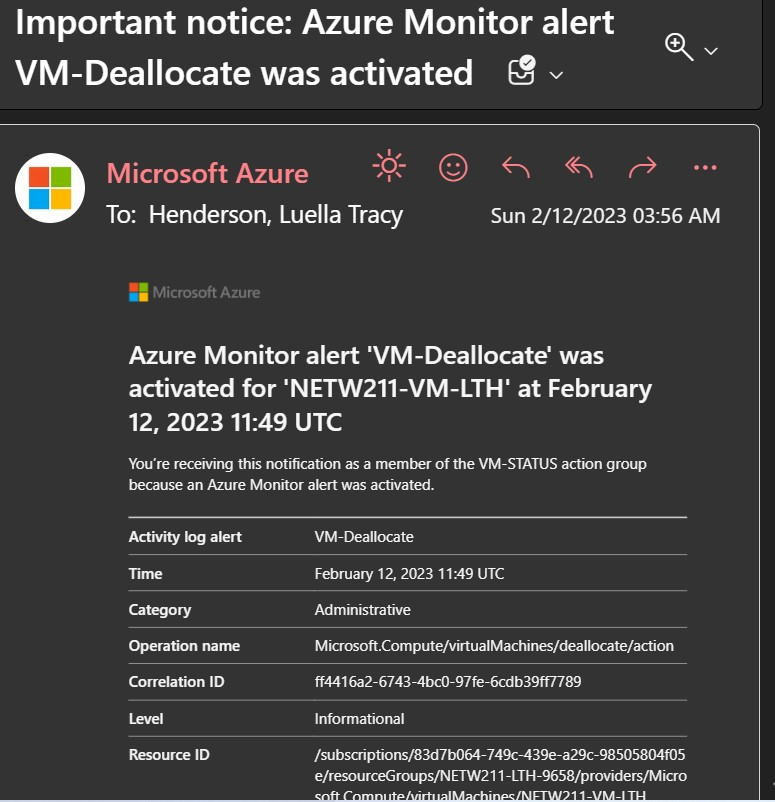 Important notice: Azure Monitor alert
VM-Deallocate was activated
Microsoft Azure
To: Henderson, Luella Tracy
Sun 2/12/2023 03:56 AM
Microsoft Azure
Azure Monitor alert 'VM-Deallocate' was
activated for 'NETW211-VM-LTH' at February
12, 2023 11:49 UTC
You're receiving this notification as a member of the VM-STATUS action group
because an Azure Monitor alert was activated.
Activity log alert VM-Deallocate
Time February 12, 2023 11:49 UTC
Category Administrative
Operation name Microsoft.Compute/virtualMachines/deallocate/action
Correlation ID ff4416a2-6743-4bc0-97fe-6cdb39ff7789
Level Informational
Resource ID /subscriptions/83d7b064-749c-439e-a29c-98505804f05
e/resourceGroups/NETW211-LTH-9658/providers/Micro
soft.Compute/virtualMachines/NETW211-VM-LTH